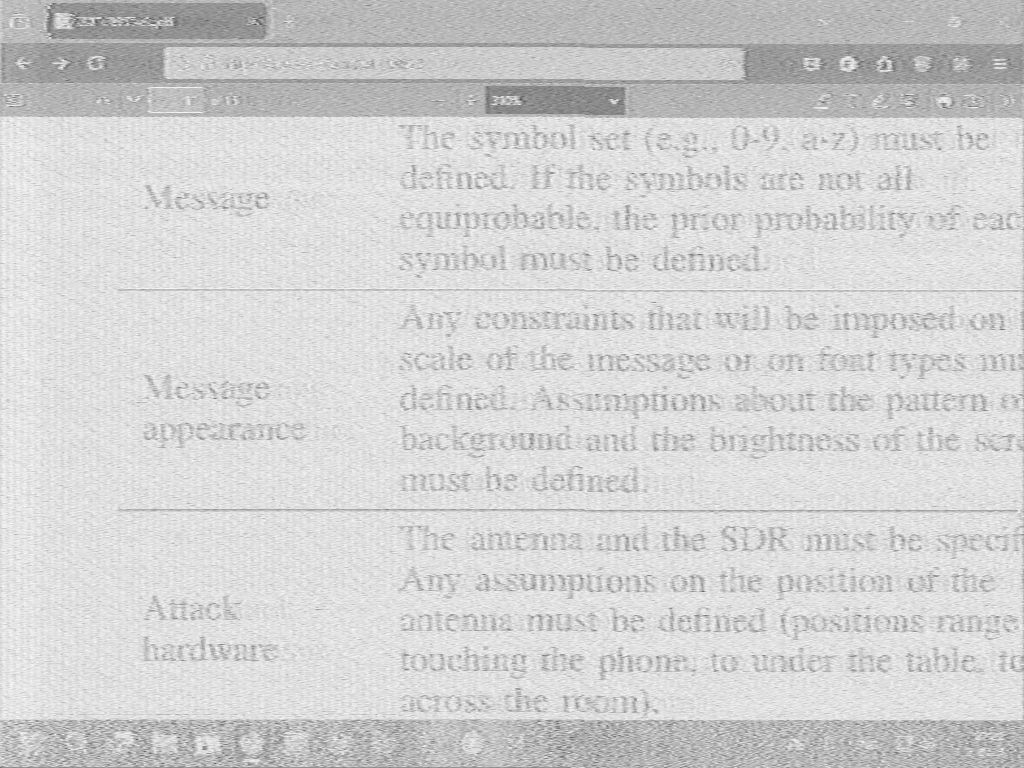 300%
The symbol set (e.g., 0-9, a-z) must be
Message
defined. If the symbols are not all
equiprobable, the prior probability of eac
symbol must be defined.
Any constraints that will be imposed on t
scale of the message or on font types mu
Message
appearance
defined. Assumptions about the pattern o
background and the brightness of the scre
must be defined.
The antenna and the SDR must be specifi
Any assumptions on the position of the
Attack
hardware
antenna must be defined (positions range
touching the phone, to under the table, to
across the room).